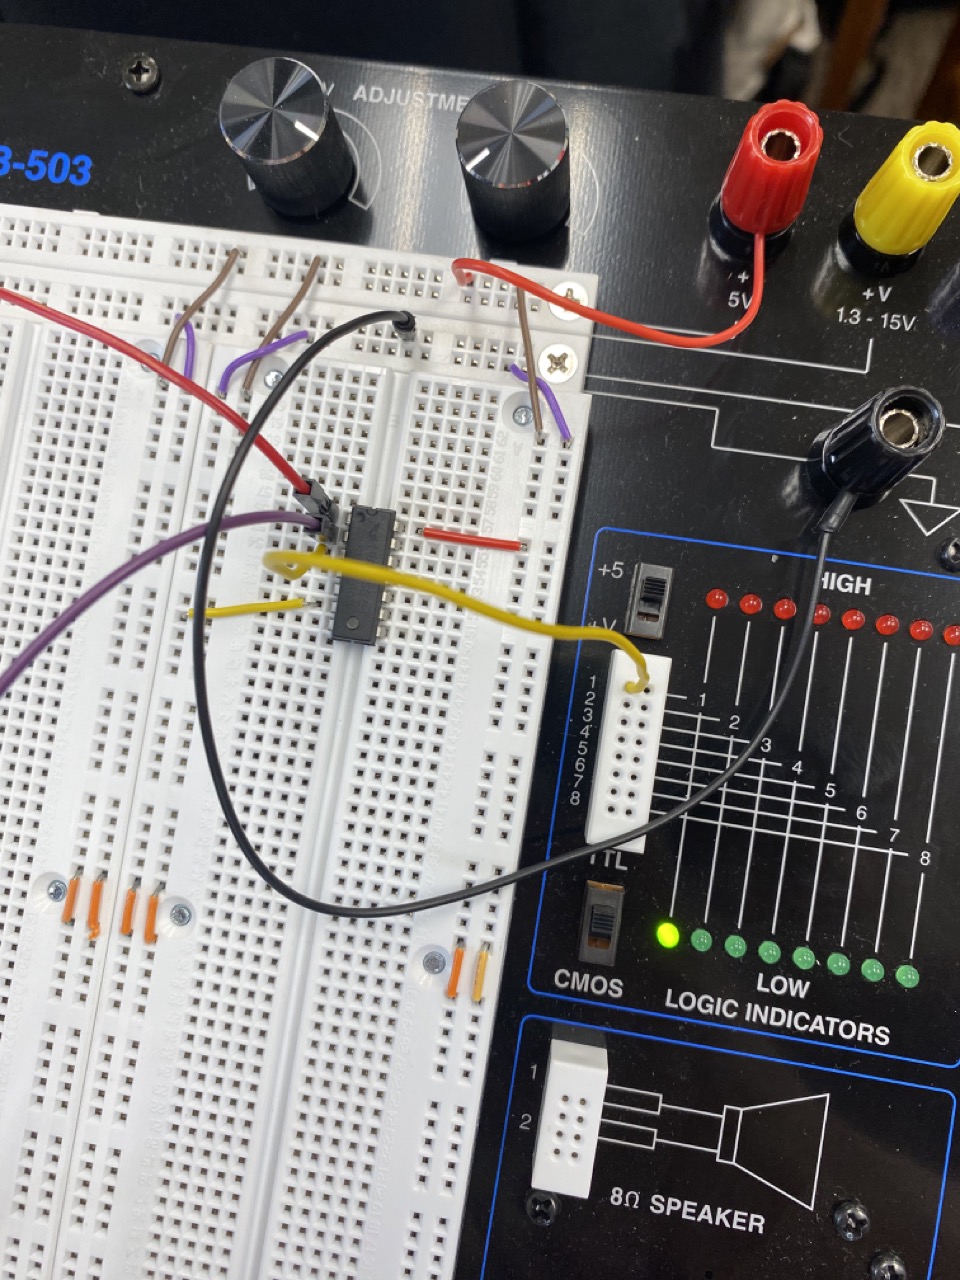 ADJUSTME
B-503
+
5V
+V
1.3 - 15V
+5
HIGH
+V
1
2
3
4
5
6
7
8
1
2
3
4
5
6
7
8
TTL
CMOS
LOW
LOGIC INDICATORS
1
2
8Ω SPEAKER